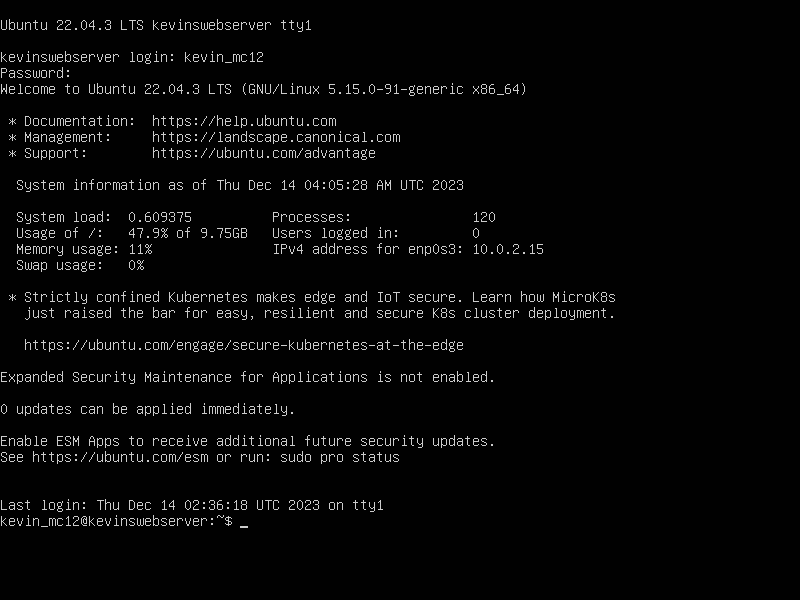 Ubuntu 22.04.3 LTS kevinswebserver tty1
kevinswebserver login: kevin_mc12
Password:
Welcome to Ubuntu 22.04.3 LTS (GNU/Linux 5.15.0-91-generic x86_64)
* Documentation:  https://help.ubuntu.com
* Management:     https://landscape.canonical.com
* Support:        https://ubuntu.com/advantage
System information as of Thu Dec 14 04:05:28 AM UTC 2023
System load:  0.609375          Processes:               120
Usage of /:   47.9% of 9.75GB   Users logged in:         0
Memory usage: 11%               IPv4 address for enp0s3: 10.0.2.15
Swap usage:   0%
* Strictly confined Kubernetes makes edge and IoT secure. Learn how MicroK8s
just raised the bar for easy, resilient and secure K8s cluster deployment.
https://ubuntu.com/engage/secure-kubernetes-at-the-edge
Expanded Security Maintenance for Applications is not enabled.
0 updates can be applied immediately.
Enable ESM Apps to receive additional future security updates.
See https://ubuntu.com/esm or run: sudo pro status
Last login: Thu Dec 14 02:36:18 UTC 2023 on tty1
kevin_mc12@kevinswebserver:~$ _